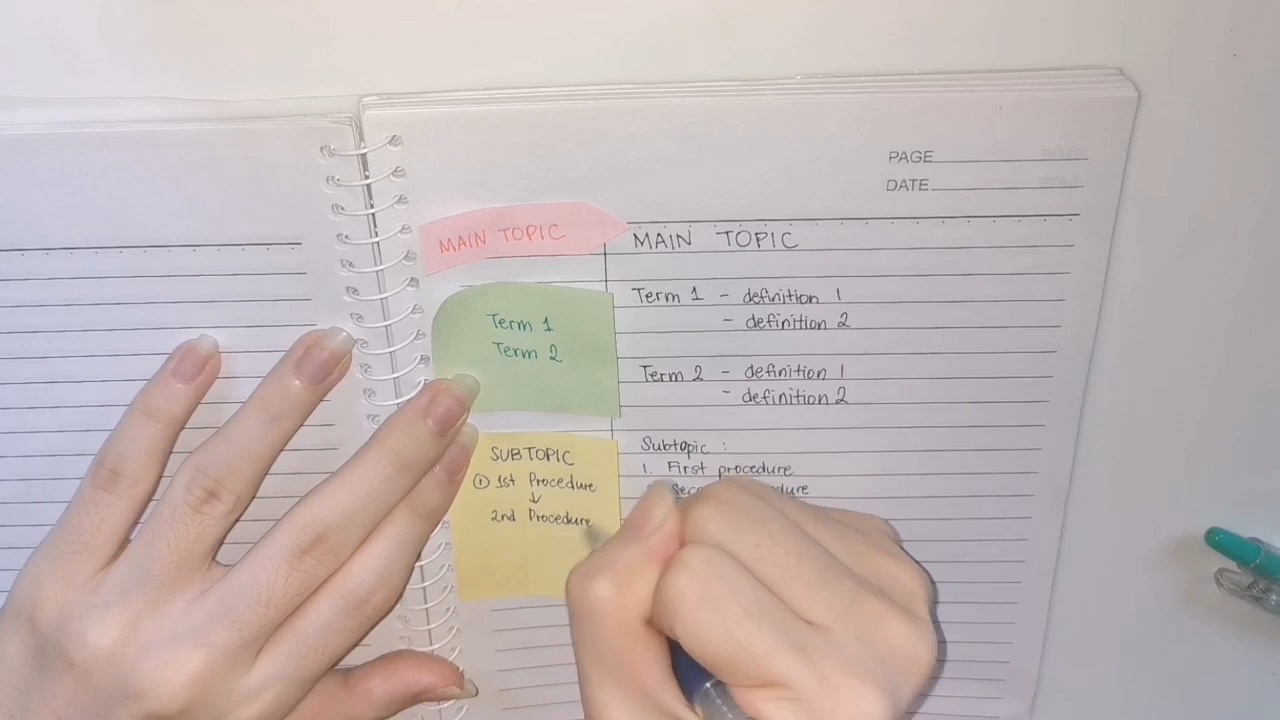 PAGE
DATE
MAIN TOPIC
Term 1
Term 2
SUBTOPIC
① 1st Procedure
↓
2nd Procedure
MAIN TOPIC
Term 1 - definition 1
- definition 2
Term 2 - definition 1
- definition 2
Subtopic :
1. First procedure